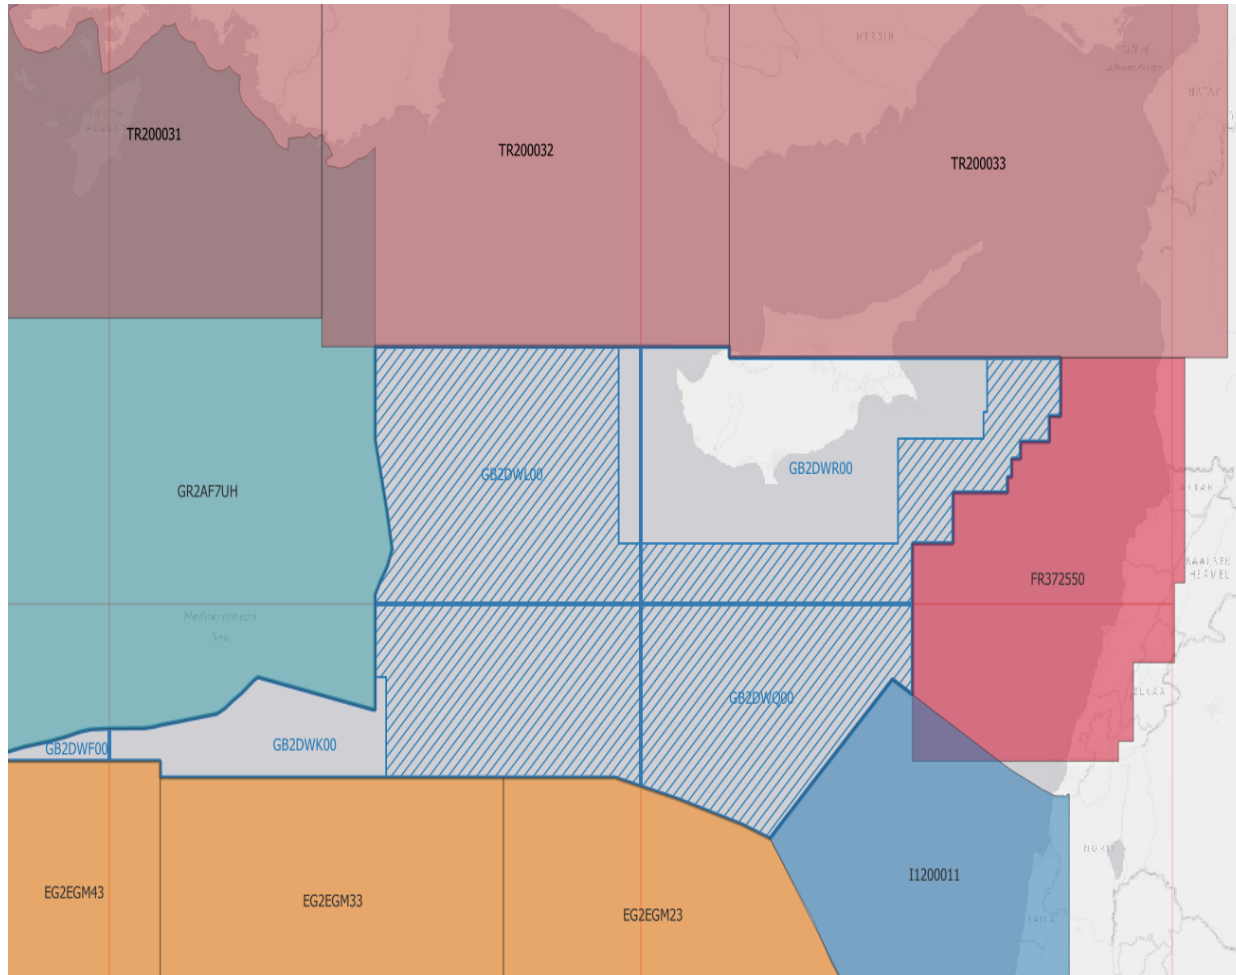 MERSIN
HATAY
TR200031
TR200032
TR200033
GB2DWL00
GB2DWR00
GR2AF7UH
FR372550
Mediterranean
Sea
GB2DWQ00
GB2DWK00
GB2DWF00
EG2EGM43
EG2EGM33
EG2EGM23
I1200011